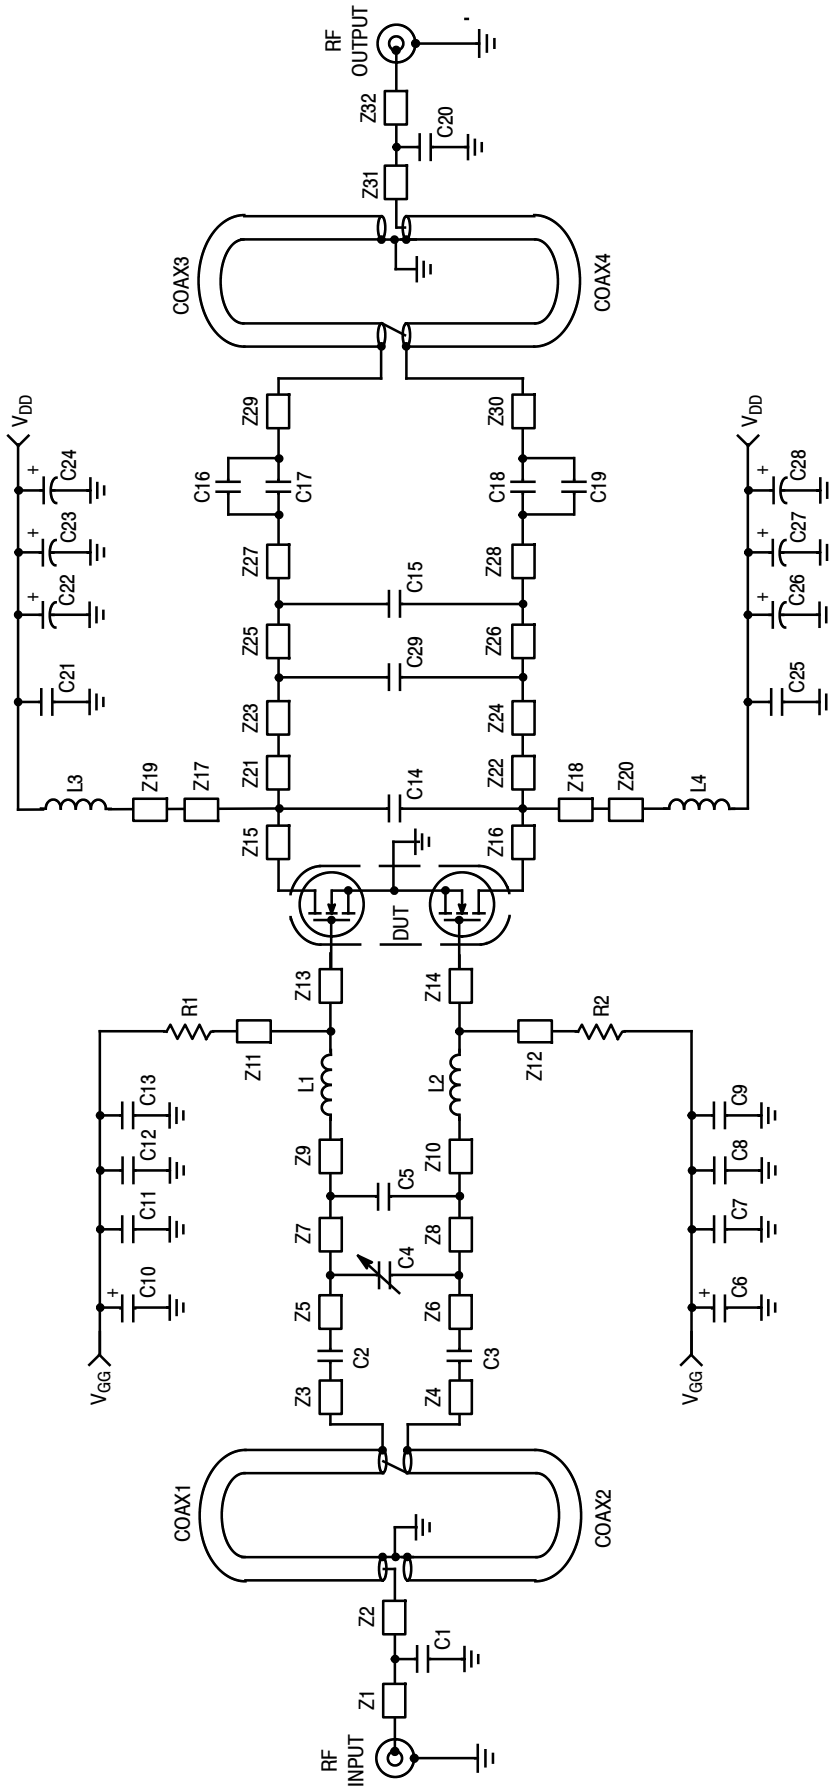 RF
INPUT
Z1
C1
Z2
COAX1
COAX2
Z3
Z4
C2
C3
Z5
Z6
C4
Z7
Z8
C5
Z9
Z10
L1
L2
VGG
+
C10
C11
C12
C13
R1
Z11
VGG
+
C6
C7
C8
C9
R2
Z12
Z13
Z14
DUT
Z15
Z16
C14
Z17
Z19
L3
Z18
Z20
L4
Z21
Z22
Z23
Z24
C29
Z25
Z26
C15
Z27
Z28
C16
C17
C18
C19
Z29
Z30
C21
+
C22
+
C23
+
C24
VDD
C25
+
C26
+
C27
+
C28
VDD
COAX3
COAX4
Z31
C20
Z32
RF
OUTPUT